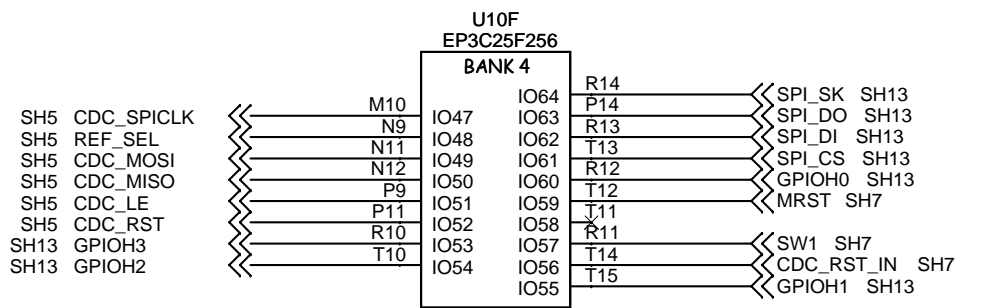 U10F
EP3C25F256
BANK 4
R14
IO64 SPI_SK SH13
M10 P14
SH5 CDC_SPICLK IO47 IO63 SPI_DO SH13
N9 R13
SH5 REF_SEL IO48 IO62 SPI_DI SH13
N11 T13
SH5 CDC_MOSI IO49 IO61 SPI_CS SH13
N12 R12
SH5 CDC_MISO IO50 IO60 GPIOH0 SH13
P9 T12
SH5 CDC_LE IO51 IO59 MRST SH7
P11 T11
SH5 CDC_RST IO52 IO58
R10 R11
SH13 GPIOH3 IO53 IO57 SW1 SH7
T10 T14
SH13 GPIOH2 IO54 IO56 CDC_RST_IN SH7
T15
IO55 GPIOH1 SH13